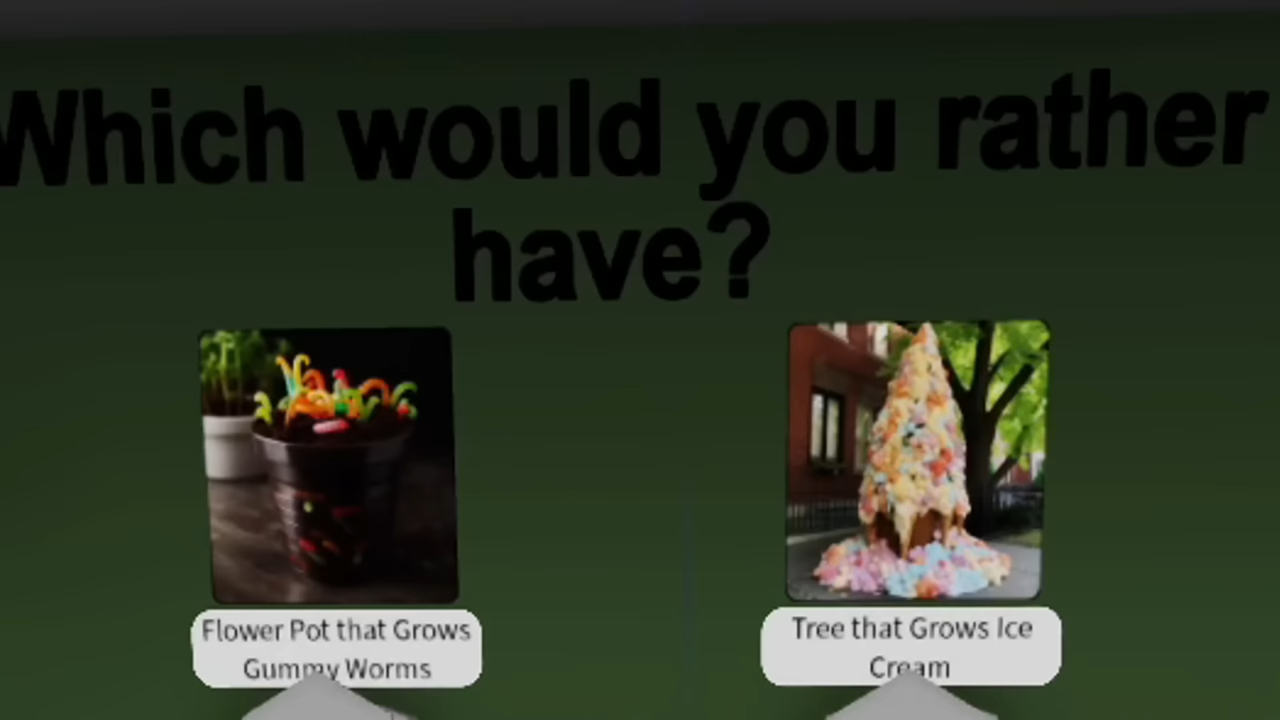 Which would you rather
have?
Flower Pot that Grows
Gummy Worms
Tree that Grows Ice
Cream